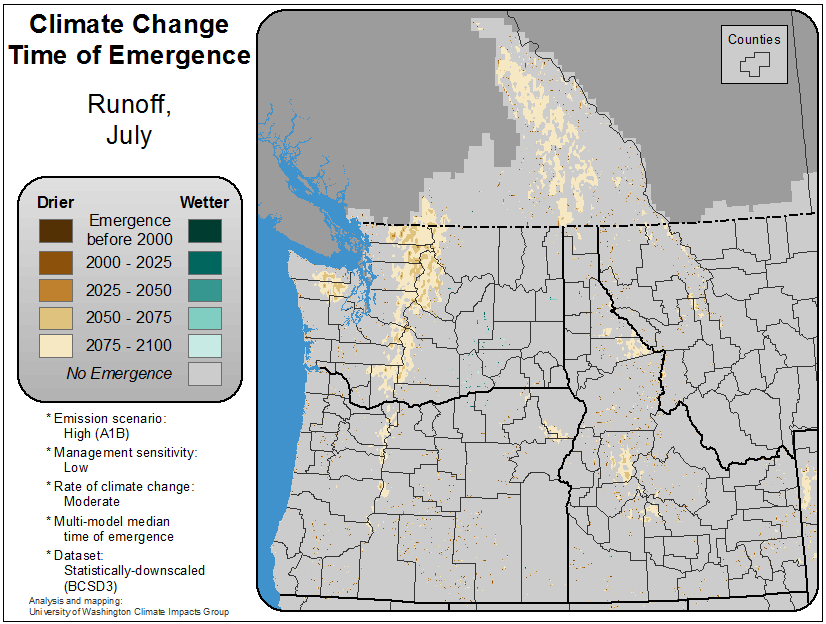 Climate Change
Time of Emergence
Runoff,
July
Drier
Wetter
Emergence
before 2000
2000 - 2025
2025 - 2050
2050 - 2075
2075 - 2100
No Emergence
* Emission scenario:
High (A1B)
* Management sensitivity:
Low
* Rate of climate change:
Moderate
* Multi-model median
time of emergence
* Dataset:
Statistically-downscaled
(BCSD3)
Analysis and mapping:
University of Washington Climate Impacts Group
Counties